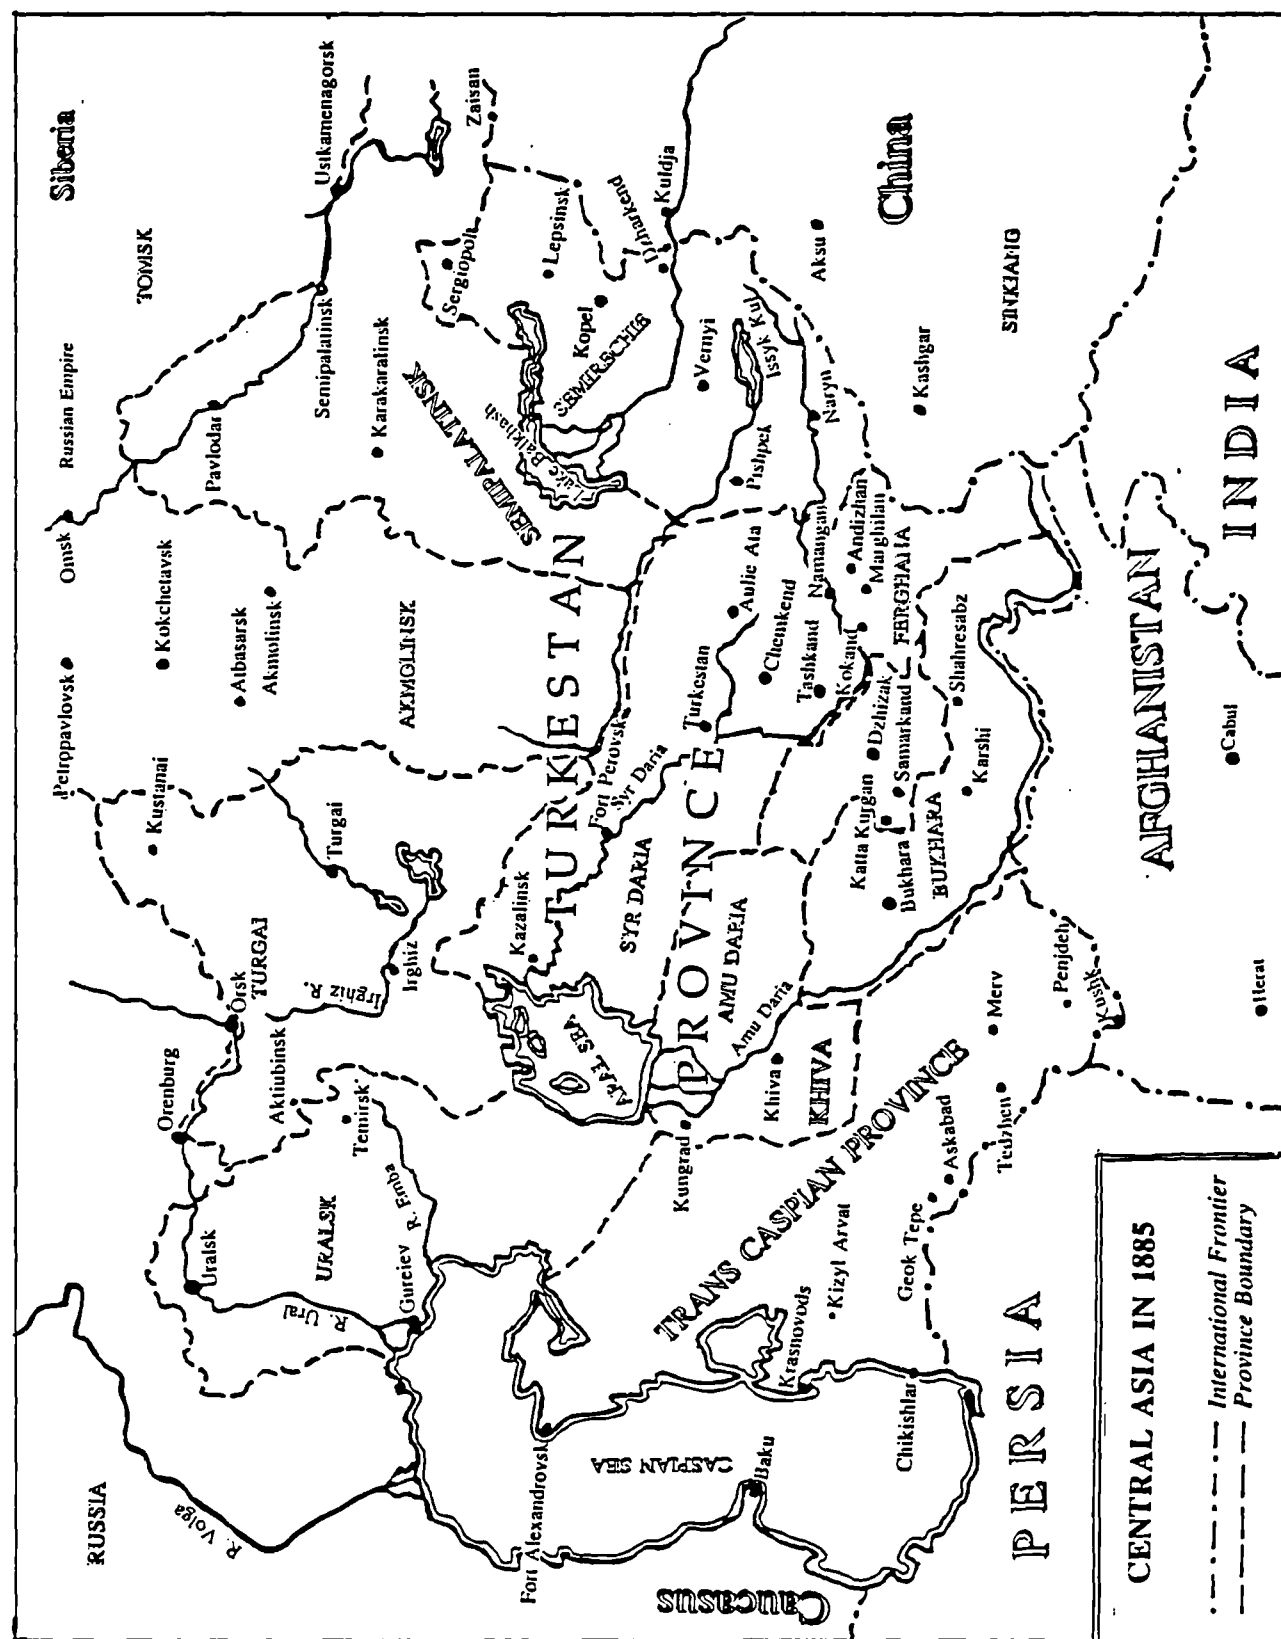 Siberia
Russian Empire
TOMSK
RUSSIA
Petropavlovsk
Omsk
Kustanai
Kokchetavsk
Atbasarsk
Akmolinsk
Pavlodar
Semipalatinsk
Ustkamenagorsk
Orenburg
Orsk
TURGAI
Uralsk
R. Volga
Aktiubinsk
Irghiz R.
Turgai
Karakaralinsk
Temirsk
URALSK
R. Ural
R. Emba
Gureiev
Irghiz
AKMOLINSK
SEMIPALATINSK
Sergiopol
Zaisan
Lepsinsk
Kopel
Lake Balkhash
SEMIRECHIE
Dzharkend
Kuldja
Kazalinsk
TURKESTAN
Fort Perovsk
Syr Daria
ARAL SEA
SYR DARIA
Fort Alexandrovsk
Turkestan
Vernyi
Issyk Kul
Pishpek
Aulie Ata
Chemkend
PROVINCE
AMU DARIA
Amu Daria
Kungrad
Caucasus
CASPIAN SEA
Baku
Krasnovods
TRANS CASPIAN PROVINCE
Khiva
KHIVA
Kizyl Arvat
Tashkand
Namangan
Naryn
Aksu
China
Kokand
Andizhan
Marghilan
FERGHANA
Kashgar
SINKIANG
Dzhizak
Katta Kurgan
Samarkand
Bukhara
BUKHARA
Shahresabz
Karshi
Chikishlar
Geok Tepe
Askabad
Merv
Tedzhen
Penjdeh
Kushk
PERSIA
AFGHANISTAN
Cabul
Herat
INDIA
CENTRAL ASIA IN 1885
International Frontier
Province Boundary